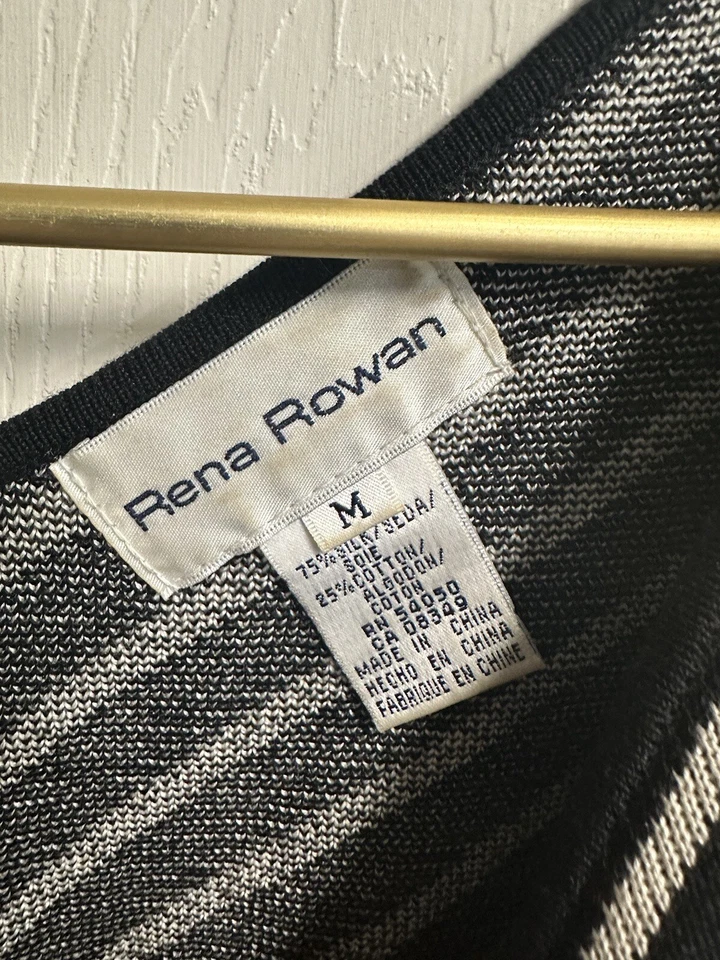 Rena Rowan
M
75% SILK/SEDA/
SOIE
25% COTTON/
ALGODON/
COTON
RN 54050
CA 08349
MADE IN CHINA
HECHO EN CHINA
FABRIQUE EN CHINE